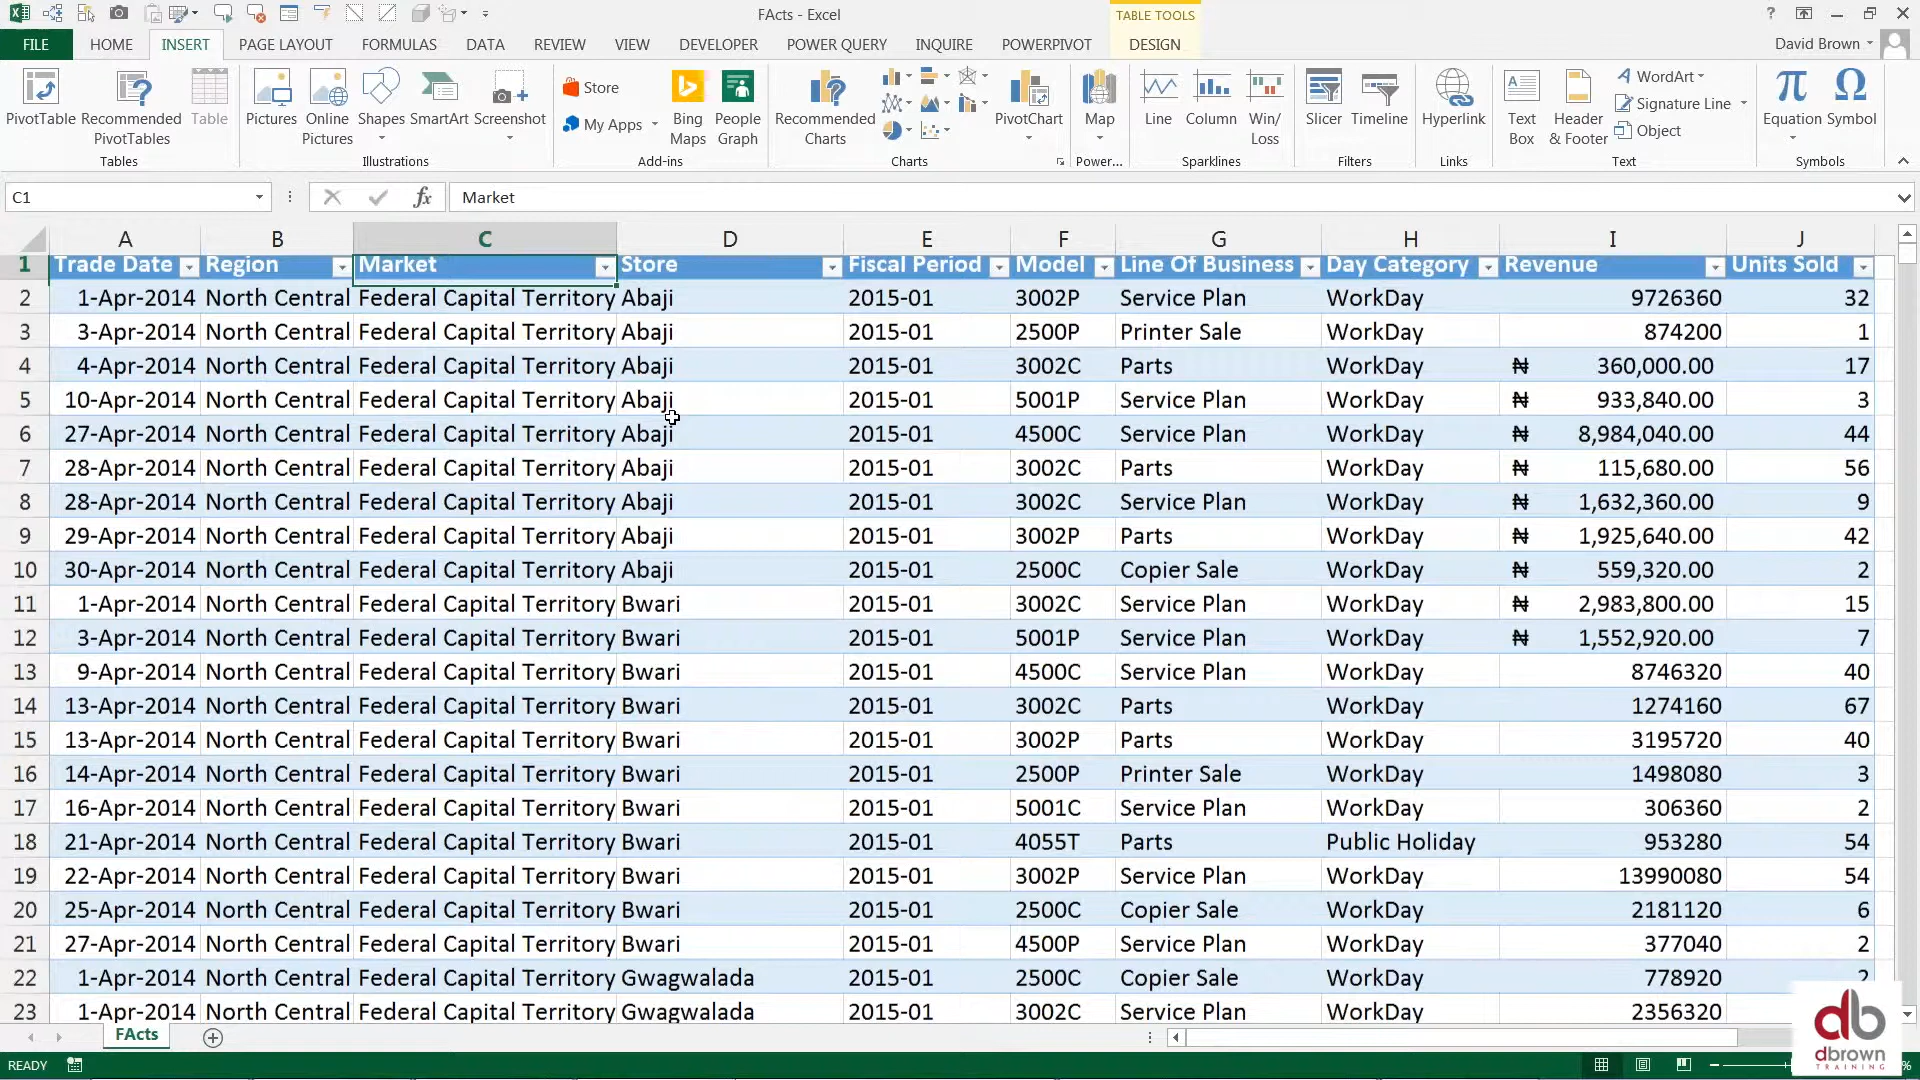 FActs - Excel
TABLE TOOLS
?
FILE HOME INSERT PAGE LAYOUT FORMULAS DATA REVIEW VIEW DEVELOPER POWER QUERY INQUIRE POWERPIVOT DESIGN David Brown
PivotTable Recommended PivotTables Table
Tables
Pictures Online Pictures Shapes SmartArt Screenshot
Illustrations
Store
My Apps
Bing Maps People Graph
Add-ins
Recommended Charts PivotChart
Charts
Map
Power...
Line Column Win/Loss
Sparklines
Slicer Timeline
Filters
Hyperlink
Links
Text Box Header & Footer WordArt
Signature Line
Object
Text
Equation Symbol
Symbols
C1 fx Market
A B C D E F G H I J
1 Trade Date Region Market Store Fiscal Period Model Line Of Business Day Category Revenue Units Sold
2 1-Apr-2014 North Central Federal Capital Territory Abaji 2015-01 3002P Service Plan WorkDay 9726360 32
3 3-Apr-2014 North Central Federal Capital Territory Abaji 2015-01 2500P Printer Sale WorkDay 874200 1
4 4-Apr-2014 North Central Federal Capital Territory Abaji 2015-01 3002C Parts WorkDay ₦ 360,000.00 17
5 10-Apr-2014 North Central Federal Capital Territory Abaji 2015-01 5001P Service Plan WorkDay ₦ 933,840.00 3
6 27-Apr-2014 North Central Federal Capital Territory Abaji 2015-01 4500C Service Plan WorkDay ₦ 8,984,040.00 44
7 28-Apr-2014 North Central Federal Capital Territory Abaji 2015-01 3002C Parts WorkDay ₦ 115,680.00 56
8 28-Apr-2014 North Central Federal Capital Territory Abaji 2015-01 3002C Service Plan WorkDay ₦ 1,632,360.00 9
9 29-Apr-2014 North Central Federal Capital Territory Abaji 2015-01 3002P Parts WorkDay ₦ 1,925,640.00 42
10 30-Apr-2014 North Central Federal Capital Territory Abaji 2015-01 2500C Copier Sale WorkDay ₦ 559,320.00 2
11 1-Apr-2014 North Central Federal Capital Territory Bwari 2015-01 3002C Service Plan WorkDay ₦ 2,983,800.00 15
12 3-Apr-2014 North Central Federal Capital Territory Bwari 2015-01 5001P Service Plan WorkDay ₦ 1,552,920.00 7
13 9-Apr-2014 North Central Federal Capital Territory Bwari 2015-01 4500C Service Plan WorkDay 8746320 40
14 13-Apr-2014 North Central Federal Capital Territory Bwari 2015-01 3002C Parts WorkDay 1274160 67
15 13-Apr-2014 North Central Federal Capital Territory Bwari 2015-01 3002P Parts WorkDay 3195720 40
16 14-Apr-2014 North Central Federal Capital Territory Bwari 2015-01 2500P Printer Sale WorkDay 1498080 3
17 16-Apr-2014 North Central Federal Capital Territory Bwari 2015-01 5001C Service Plan WorkDay 306360 2
18 21-Apr-2014 North Central Federal Capital Territory Bwari 2015-01 4055T Parts Public Holiday 953280 54
19 22-Apr-2014 North Central Federal Capital Territory Bwari 2015-01 3002P Service Plan WorkDay 13990080 54
20 25-Apr-2014 North Central Federal Capital Territory Bwari 2015-01 2500C Copier Sale WorkDay 2181120 6
21 27-Apr-2014 North Central Federal Capital Territory Bwari 2015-01 4500P Service Plan WorkDay 377040 2
22 1-Apr-2014 North Central Federal Capital Territory Gwagwalada 2015-01 2500C Copier Sale WorkDay 778920 2
23 1-Apr-2014 North Central Federal Capital Territory Gwagwalada 2015-01 3002C Service Plan WorkDay 2356320
FActs
READY
db
dbrown
TRAINING
%